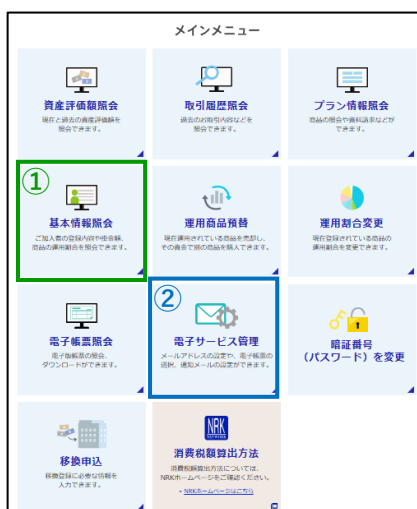 メインメニュー
資産評価額照会
現在と過去の資産評価額を
照会できます。
取引履歴照会
過去のお取引内容などを
照会できます。
プラン情報照会
商品の照会や資料請求などが
できます。
①
基本情報照会
ご加入者の登録内容や掛金額、
商品の運用割合を照会できます。
運用商品預替
現在運用されている商品を売却し、
その資金で別の商品を購入できます。
運用割合変更
現在登録されている商品の
運用割合を変更できます。
電子帳票照会
電子版帳票の照会、
ダウンロードができます。
②
電子サービス管理
メールアドレスの設定や、電子帳票の
選択、通知メールの設定ができます。
暗証番号
（パスワード）を変更
移換申込
移換登録に必要な情報を
入力できます。
NRK
消費税額算出方法
消費税額算出方法については、
NRKホームページをご確認ください。
NRKホームページはこちら